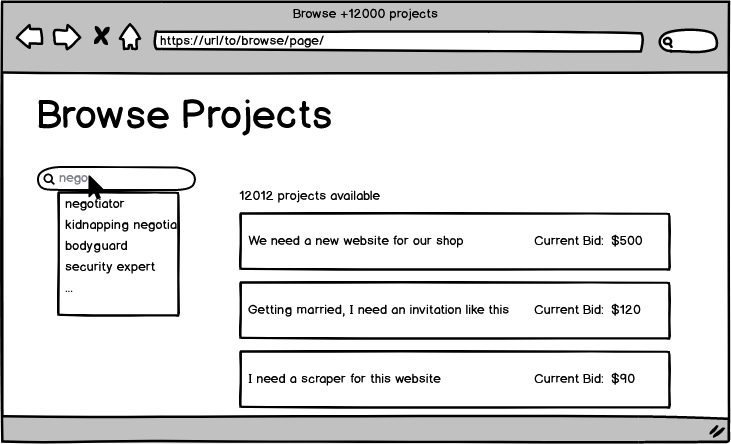 Browse +12000 projects
https://url/to/browse/page/
Browse Projects
nego
negotiator
kidnapping negotia
bodyguard
security expert
...
12012 projects available
We need a new website for our shop Current Bid: $500
Getting married, I need an invitation like this Current Bid: $120
I need a scraper for this website Current Bid: $90